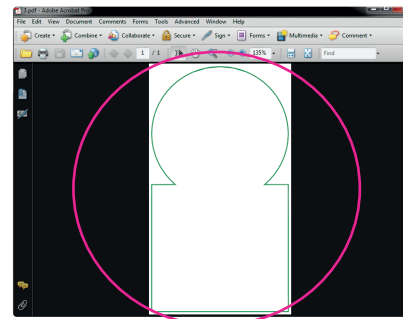 3.pdf - Adobe Acrobat Pro
File Edit View Document Comments Forms Tools Advanced Window Help
Create Combine Collaborate Secure Sign Forms Multimedia Comment
1 / 1 135% Find